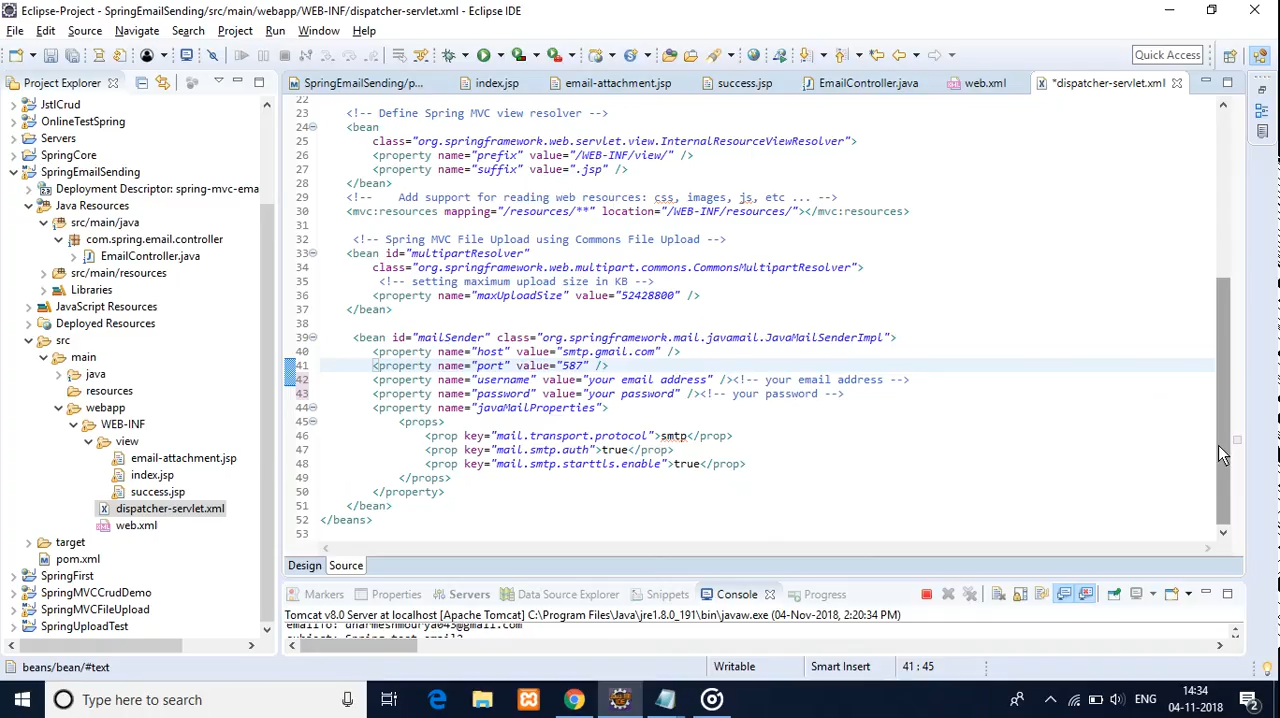 Eclipse-Project - SpringEmailSending/src/main/webapp/WEB-INF/dispatcher-servlet.xml - Eclipse IDE
File Edit Source Navigate Search Project Run Window Help
Quick Access
Project Explorer
SpringEmailSending/p... index.jsp email-attachment.jsp success.jsp EmailController.java web.xml *dispatcher-servlet.xml
JstlCrud
OnlineTestSpring
Servers
SpringCore
SpringEmailSending
Deployment Descriptor: spring-mvc-ema
Java Resources
src/main/java
com.spring.email.controller
EmailController.java
src/main/resources
Libraries
JavaScript Resources
Deployed Resources
src
main
java
resources
webapp
WEB-INF
view
email-attachment.jsp
index.jsp
success.jsp
dispatcher-servlet.xml
web.xml
target
pom.xml
SpringFirst
SpringMVCCrudDemo
SpringMVCFileUpload
SpringUploadTest
22
23 <!-- Define Spring MVC view resolver -->
24 <bean
25 class="org.springframework.web.servlet.view.InternalResourceViewResolver">
26 <property name="prefix" value="/WEB-INF/view/" />
27 <property name="suffix" value=".jsp" />
28 </bean>
29 <!-- Add support for reading web resources: css, images, js, etc ... -->
30 <mvc:resources mapping="/resources/**" location="/WEB-INF/resources/"></mvc:resources>
31
32 <!-- Spring MVC File Upload using Commons File Upload -->
33 <bean id="multipartResolver"
34 class="org.springframework.web.multipart.commons.CommonsMultipartResolver">
35 <!-- setting maximum upload size in KB -->
36 <property name="maxUploadSize" value="52428800" />
37 </bean>
38
39 <bean id="mailSender" class="org.springframework.mail.javamail.JavaMailSenderImpl">
40 <property name="host" value="smtp.gmail.com" />
41 <property name="port" value="587" />
42 <property name="username" value="your email address" /><!-- your email address -->
43 <property name="password" value="your password" /><!-- your password -->
44 <property name="javaMailProperties">
45 <props>
46 <prop key="mail.transport.protocol">smtp</prop>
47 <prop key="mail.smtp.auth">true</prop>
48 <prop key="mail.smtp.starttls.enable">true</prop>
49 </props>
50 </property>
51 </bean>
52 </beans>
53
Design Source
Markers Properties Servers Data Source Explorer Snippets Console Progress
Tomcat v8.0 Server at localhost [Apache Tomcat] C:\Program Files\Java\jre1.8.0_191\bin\javaw.exe (04-Nov-2018, 2:20:34 PM)
beans/bean/#text Writable Smart Insert 41 : 45
Type here to search
ENG
14:34
04-11-2018
2